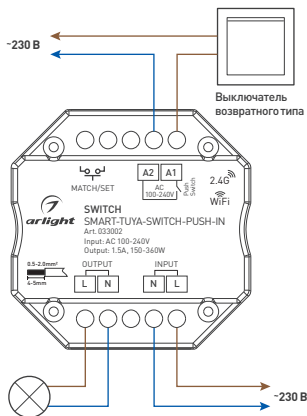 ~230 В
Выключатель
возвратного типа
A2 A1
AC
100-240V
Push
Switch
2.4G
WiFi
MATCH/SET
arlight
SWITCH
SMART-TUYA-SWITCH-PUSH-IN
Art. 033002
Input: AC 100-240V
Output: 1.5A, 150-360W
0.5-2.0mm²
4-5mm
OUTPUT INPUT
L N N L
~230 В